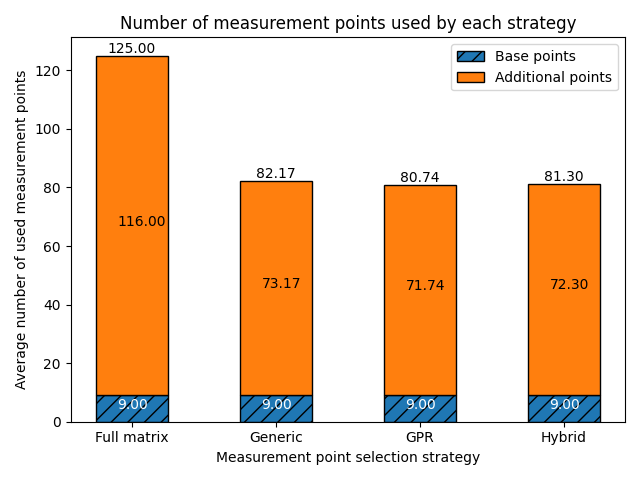 Number of measurement points used by each strategy
Average number of used measurement points
120
100
80
60
40
20
0
125.00
116.00
9.00
82.17
73.17
9.00
80.74
71.74
9.00
81.30
72.30
9.00
Base points
Additional points
Full matrix
Generic
GPR
Hybrid
Measurement point selection strategy